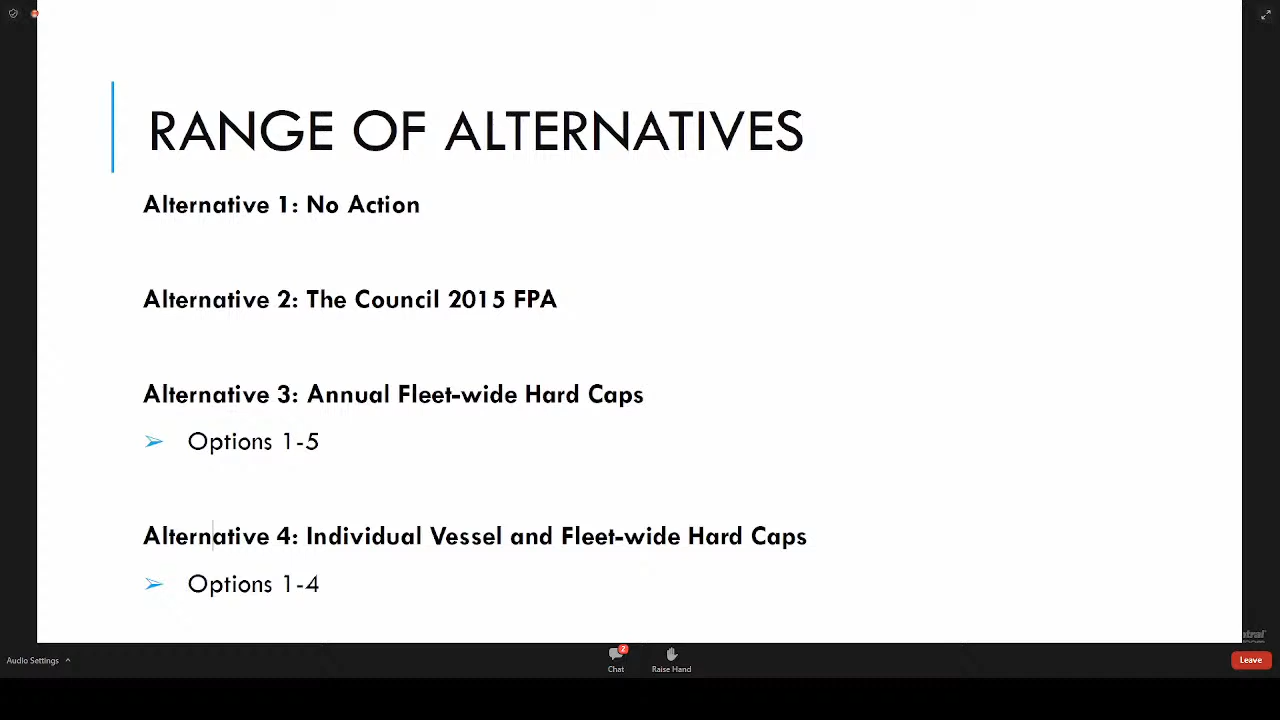 RANGE OF ALTERNATIVES
Alternative 1: No Action
Alternative 2: The Council 2015 FPA
Alternative 3: Annual Fleet-wide Hard Caps
➢ Options 1-5
Alternative 4: Individual Vessel and Fleet-wide Hard Caps
➢ Options 1-4
Audio Settings
2
Chat
Raise Hand
Leave